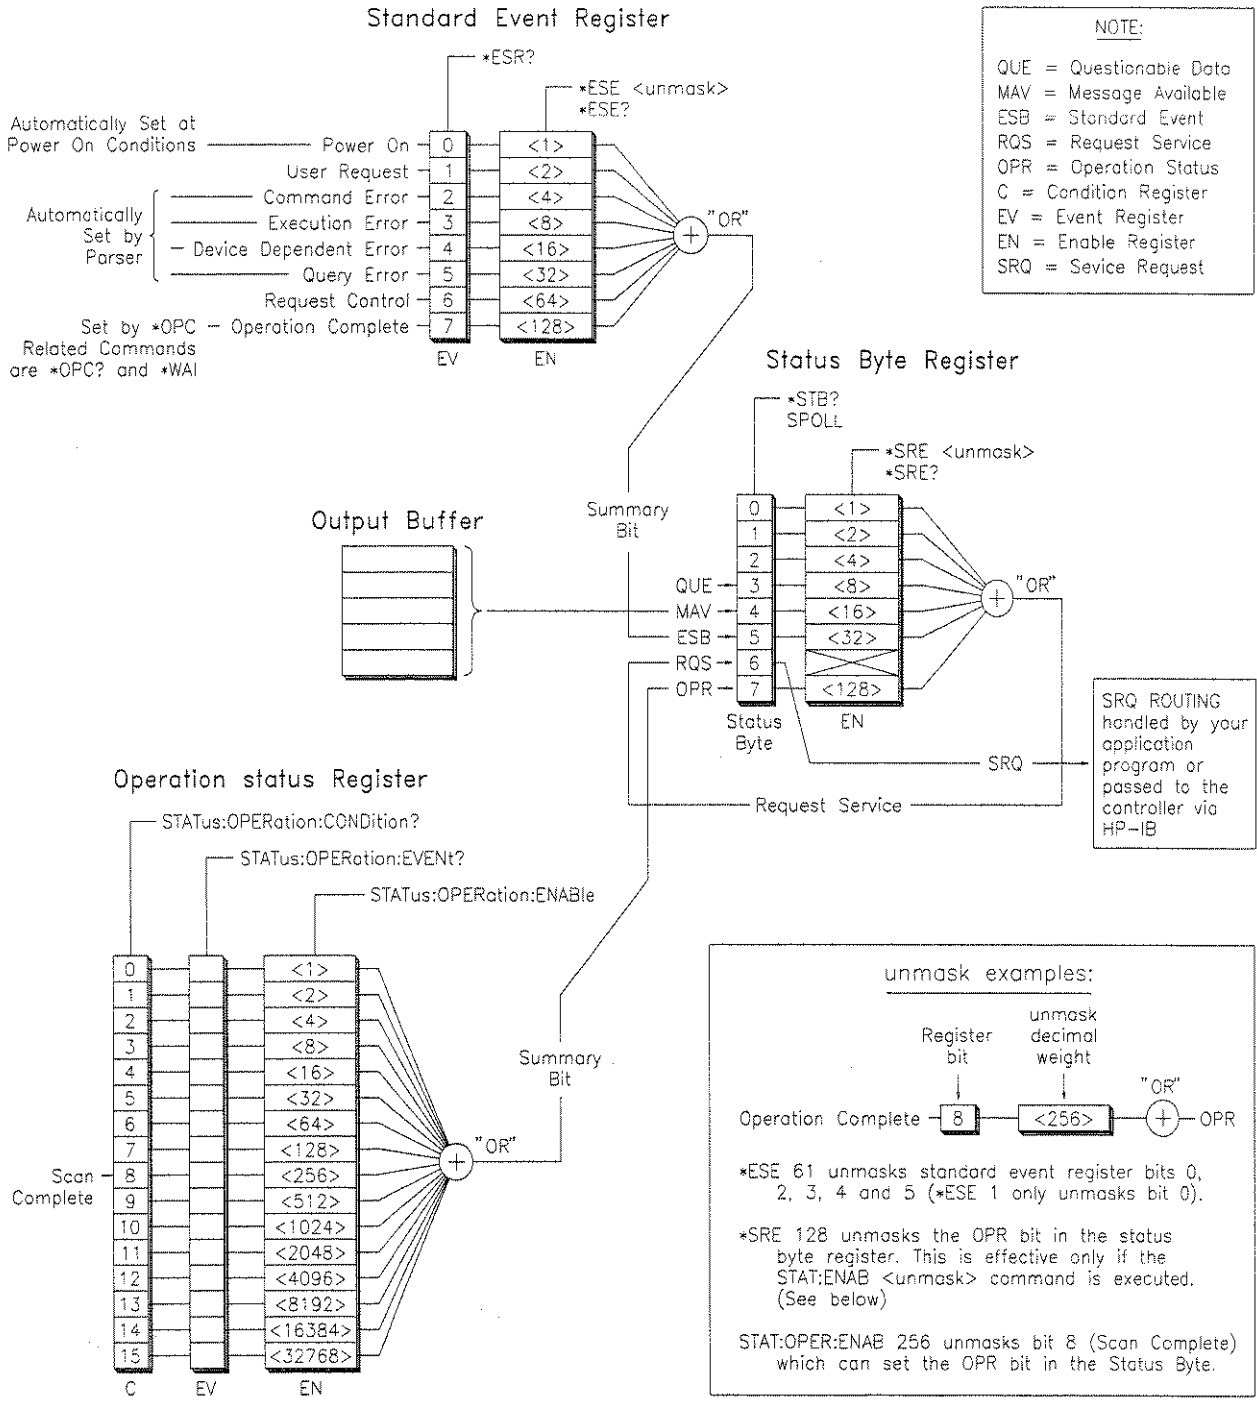 Standard Event Register
*ESR?
*ESE <unmask>
*ESE?
Automatically Set at
Power On Conditions
Power On
User Request
Command Error
Execution Error
Device Dependent Error
Query Error
Request Control
Operation Complete
Automatically
Set by
Parser
Set by *OPC
Related Commands
are *OPC? and *WAI
0 <1>
1 <2>
2 <4>
3 <8>
4 <16>
5 <32>
6 <64>
7 <128>
EV EN
+ "OR"
NOTE:
QUE = Questionable Data
MAV = Message Available
ESB = Standard Event
RQS = Request Service
OPR = Operation Status
C = Condition Register
EV = Event Register
EN = Enable Register
SRQ = Sevice Request
Status Byte Register
*STB?
SPOLL
*SRE <unmask>
*SRE?
Summary
Bit
Output Buffer
0 <1>
1 <2>
2 <4>
QUE 3 <8>
MAV 4 <16>
ESB 5 <32>
RQS 6
OPR 7 <128>
Status
Byte
EN
+ "OR"
SRQ
Request Service
SRQ ROUTING
handled by your
application
program or
passed to the
controller via
HP-IB
Operation status Register
STATus:OPERation:CONDition?
STATus:OPERation:EVENt?
STATus:OPERation:ENABle
0 <1>
1 <2>
2 <4>
3 <8>
4 <16>
5 <32>
6 <64>
7 <128>
8 <256>
9 <512>
10 <1024>
11 <2048>
12 <4096>
13 <8192>
14 <16384>
15 <32768>
C EV EN
Scan
Complete
+ "OR"
Summary
Bit
unmask examples:
Register
bit
unmask
decimal
weight
Operation Complete 8 <256> + "OR" OPR
*ESE 61 unmasks standard event register bits 0,
2, 3, 4 and 5 (*ESE 1 only unmasks bit 0).
*SRE 128 unmasks the OPR bit in the status
byte register. This is effective only if the
STAT:ENAB <unmask> command is executed.
(See below)
STAT:OPER:ENAB 256 unmasks bit 8 (Scan Complete)
which can set the OPR bit in the Status Byte.